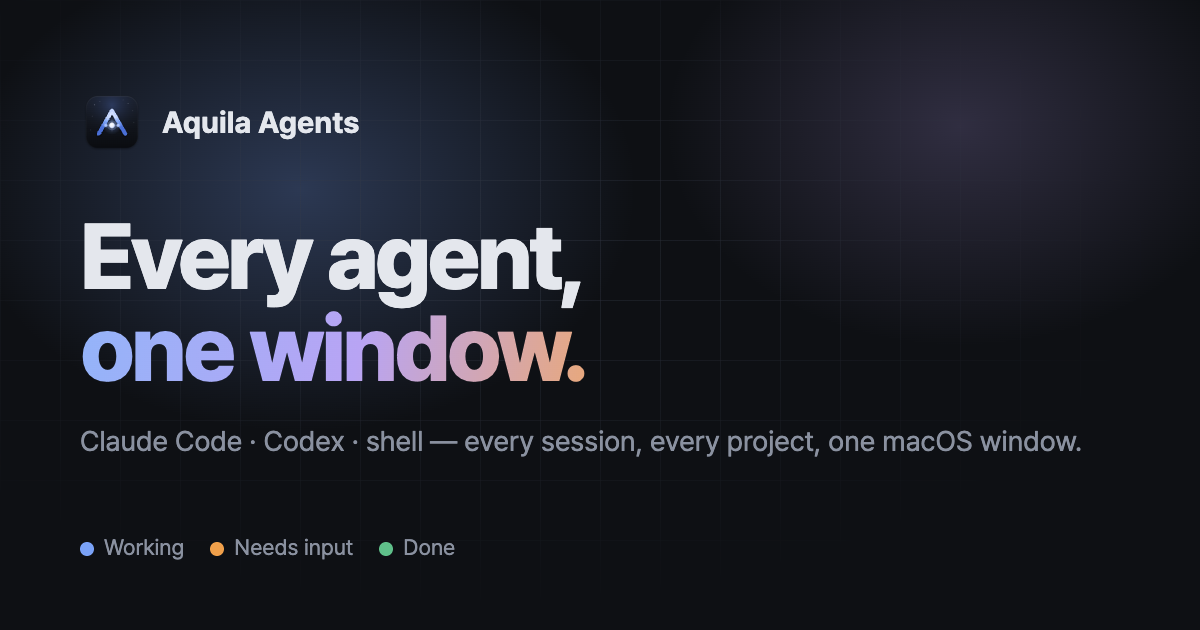 Aquila Agents
Every agent,
one window.
Claude Code · Codex · shell — every session, every project, one macOS window.
Working Needs input Done